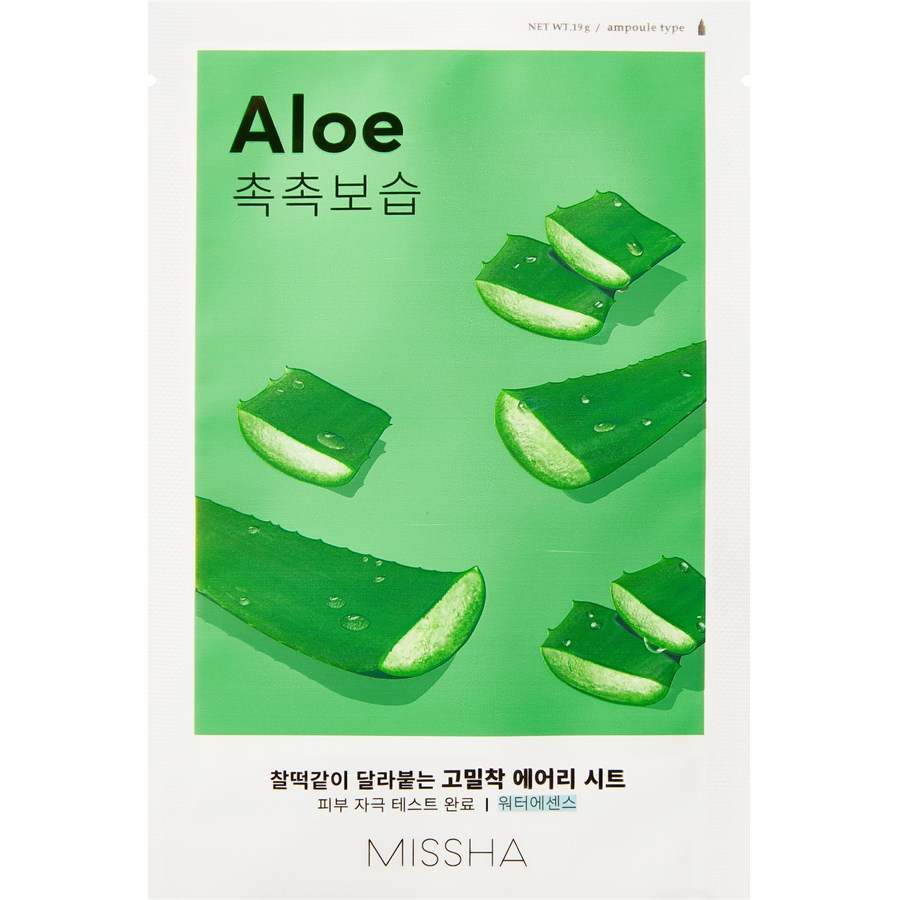 NET WT.19g / ampoule type
Aloe
촉촉보습
찰떡같이 달라붙는 고밀착 에어리 시트
피부 자극 테스트 완료 | 워터에센스
MISSHA